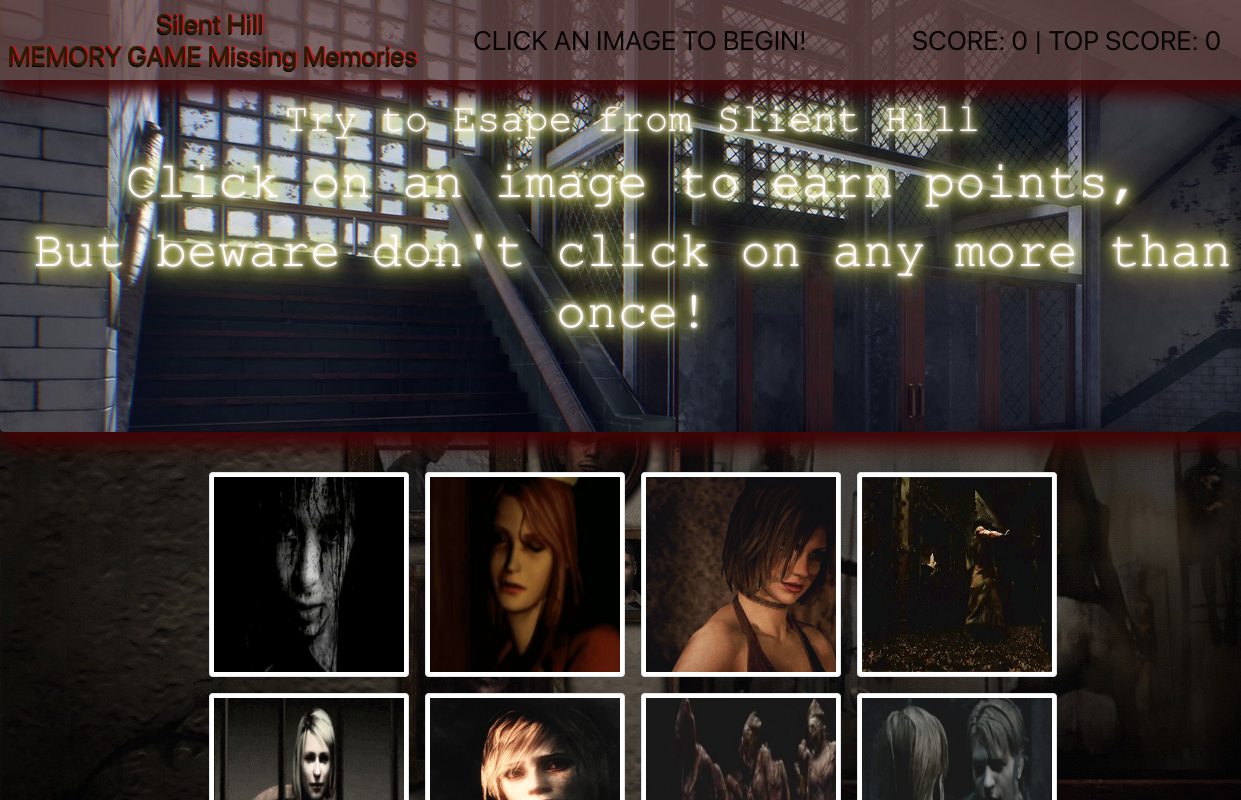 Silent Hill
MEMORY GAME Missing Memories
CLICK AN IMAGE TO BEGIN!
SCORE: 0 | TOP SCORE: 0
Try to Esape from Slient Hill
Click on an image to earn points,
But beware don't click on any more than
once!